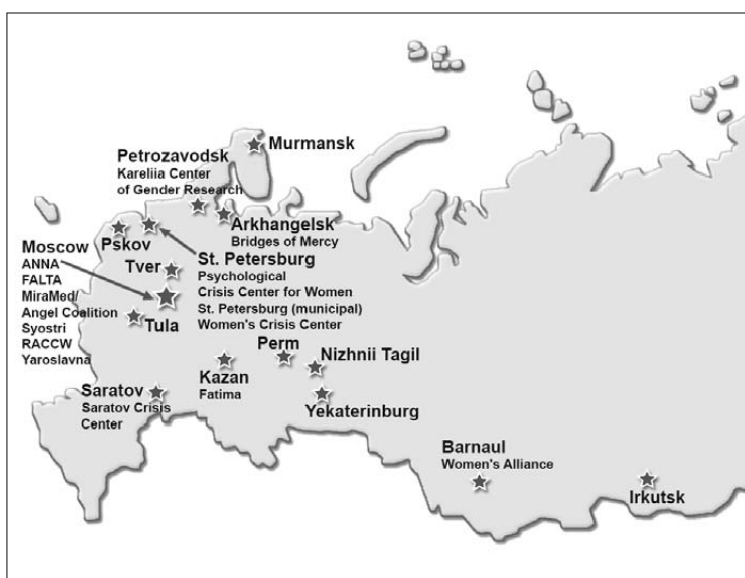 Murmansk
Petrozavodsk
Kareliia Center
of Gender Research
Arkhangelsk
Bridges of Mercy
Pskov
St. Petersburg
Psychological
Crisis Center for Women
St. Petersburg (municipal)
Women's Crisis Center
Moscow
ANNA
FALTA
MiraMed/
Angel Coalition
Syostri
RACCW
Yaroslavna
Tver
Tula
Perm
Nizhnii Tagil
Kazan
Fatima
Saratov
Saratov Crisis
Center
Yekaterinburg
Barnaul
Women's Alliance
Irkutsk